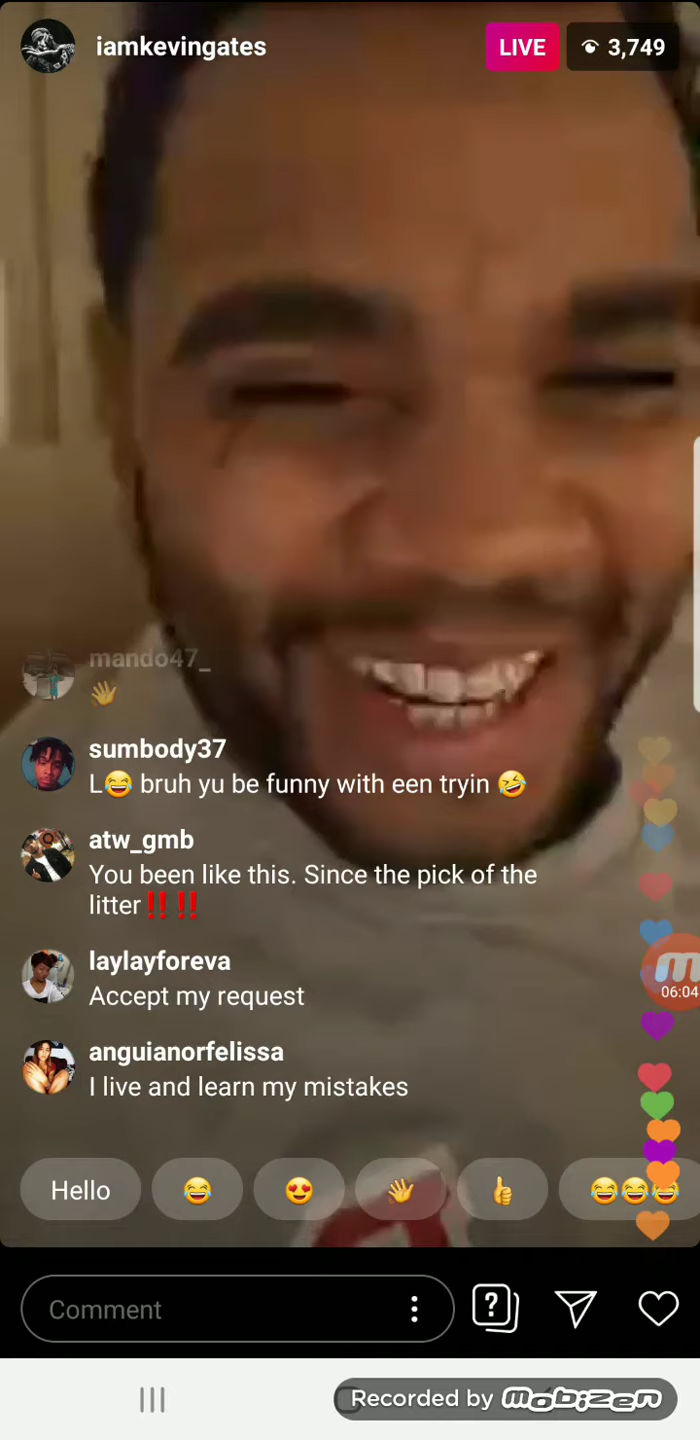 iamkevingates
LIVE
3,749
mando47_
👋
sumbody37
L😂 bruh yu be funny with een tryin 🤣
atw_gmb
You been like this. Since the pick of the
litter‼️‼️
laylayforeva
Accept my request
06:04
anguianorfelissa
I live and learn my mistakes
Hello
😂
😍
👋
👍
😂😂😂
Comment
?
Recorded by mobizen